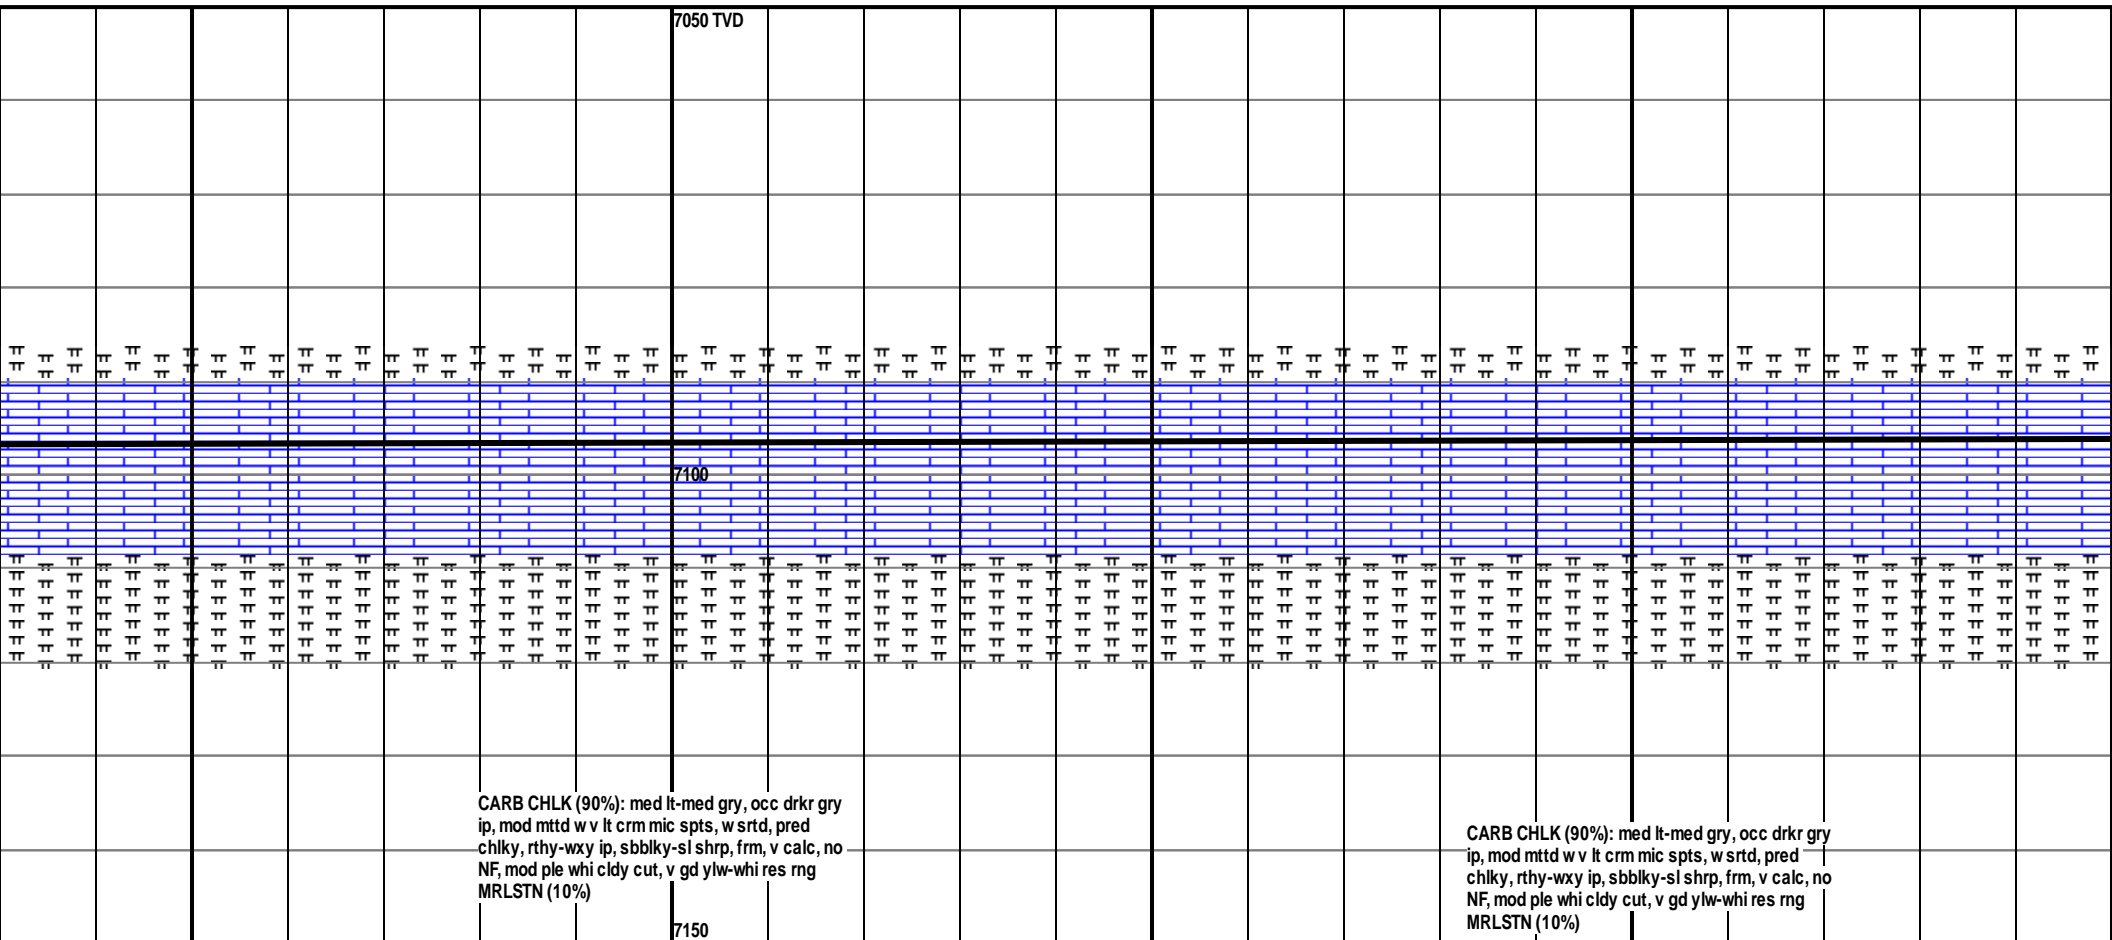 7050 TVD
7100
CARB CHLK (90%): med lt-med gry, occ drkr gry
ip, mod mttd w v lt crm mic spts, w srtd, pred
chlky, rthy-wxy ip, sbblky-sl shrp, frm, v calc, no
NF, mod ple whi cldy cut, v gd ylw-whi res rng
MRLSTN (10%)
CARB CHLK (90%): med lt-med gry, occ drkr gry
ip, mod mttd w v lt crm mic spts, w srtd, pred
chlky, rthy-wxy ip, sbblky-sl shrp, frm, v calc, no
NF, mod ple whi cldy cut, v gd ylw-whi res rng
MRLSTN (10%)
7150